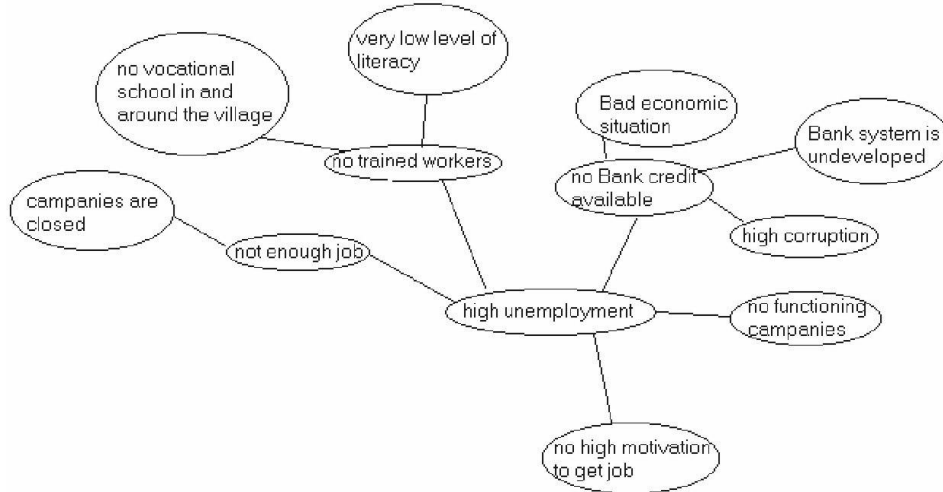 very low level of
literacy
no vocational
school in and
around the village
Bad economic
situation
Bank system is
undeveloped
no trained workers
no Bank credit
available
campanies are
closed
high corruption
not enough job
high unemployment
no functioning
campanies
no high motivation
to get job